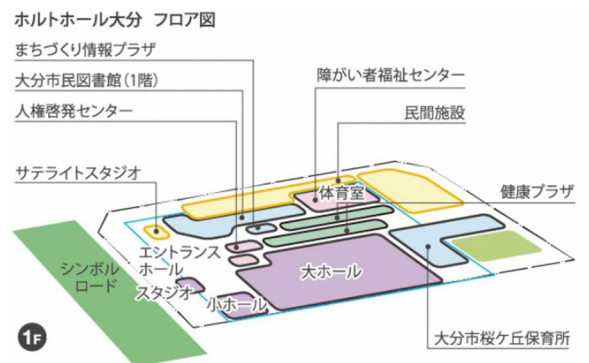 ホルトホール大分 フロア図
まちづくり情報プラザ
大分市民図書館（1階）
人権啓発センター
サテライトスタジオ
障がい者福祉センター
民間施設
体育室
健康プラザ
エントランス
ホール
シンボル
ロード
スタジオ
小ホール
大ホール
大分市桜ケ丘保育所
1F